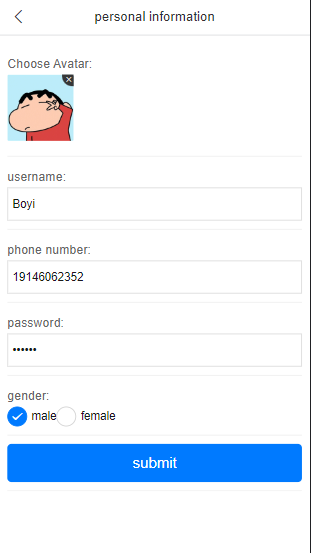 personal information
Choose Avatar:
username:
Boyi
phone number:
19146062352
password:
••••••
gender:
male female
submit